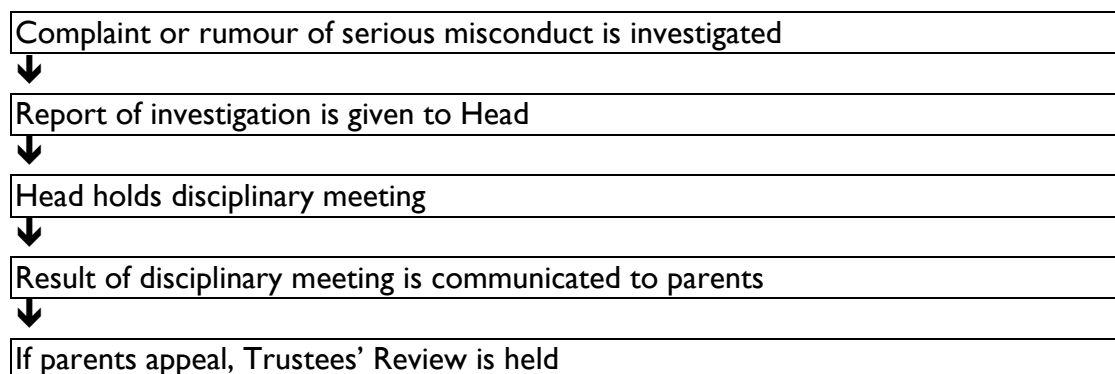 Complaint or rumour of serious misconduct is investigated
Report of investigation is given to Head
Head holds disciplinary meeting
Result of disciplinary meeting is communicated to parents
If parents appeal, Trustees’ Review is held